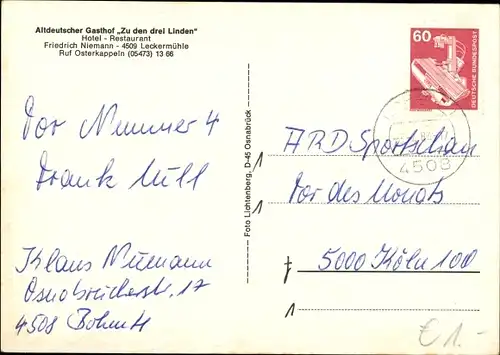 Altdeutscher Gasthof „Zu den drei Linden“
Hotel - Restaurant
Friedrich Niemann - 4509 Leckermühle
Ruf Osterkappeln (05473) 13 66
60
DEUTSCHE BUNDESPOST
4508
Foto Lichtenberg, D-45 Osnabrück
Tor Nummer 4
Frank Mill
Klaus Niemann
Osnabrückerstr. 17
4508 Bohmte
ARD Sportschau
Tor des Monats
5000 Köln 100
€ 1.-